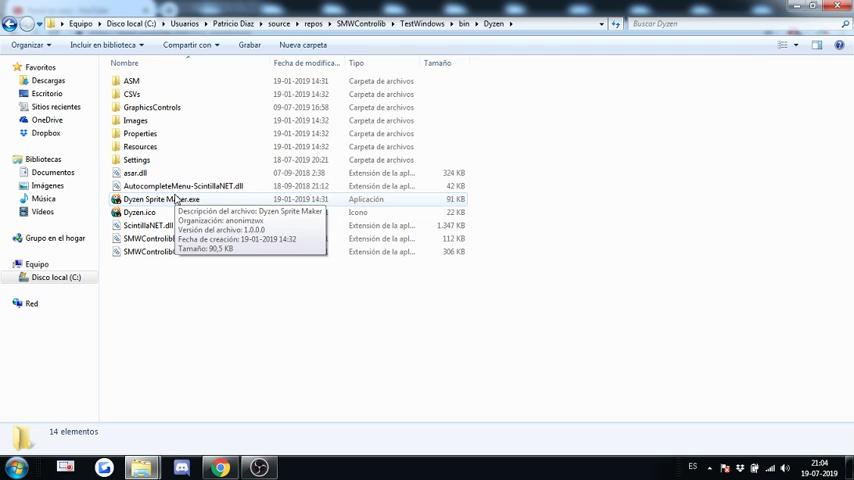 Equipo ▸ Disco local (C:) ▸ Usuarios ▸ Patricio Diaz ▸ source ▸ repos ▸ SMWControlib ▸ TestWindows ▸ bin ▸ Dyzen ▸
Buscar Dyzen
Organizar Incluir en biblioteca Compartir con Grabar Nueva carpeta
Favoritos
Descargas
Escritorio
Sitios recientes
OneDrive
Dropbox
Bibliotecas
Documentos
Imágenes
Música
Vídeos
Grupo en el hogar
Equipo
Disco local (C:)
Red
Nombre Fecha de modifica... Tipo Tamaño
ASM 19-01-2019 14:31 Carpeta de archivos
CSVs 19-01-2019 14:32 Carpeta de archivos
GraphicsControls 09-07-2019 16:58 Carpeta de archivos
Images 19-01-2019 14:32 Carpeta de archivos
Properties 19-01-2019 14:32 Carpeta de archivos
Resources 19-01-2019 14:32 Carpeta de archivos
Settings 18-07-2019 20:21 Carpeta de archivos
asar.dll 07-09-2018 2:38 Extensión de la apl... 324 KB
AutocompleteMenu-ScintillaNET.dll 18-09-2018 21:12 Extensión de la apl... 42 KB
Dyzen Sprite Maker.exe 19-01-2019 14:31 Aplicación 91 KB
Dyzen.ico Icono 22 KB
ScintillaNET.dll Extensión de la apl... 1.347 KB
SMWControlib Extensión de la apl... 112 KB
SMWControlib Extensión de la apl... 306 KB
Descripción del archivo: Dyzen Sprite Maker
Organización: anonimzwx
Versión del archivo: 1.0.0.0
Fecha de creación: 19-01-2019 14:32
Tamaño: 90,5 KB
14 elementos
ES
21:04
19-07-2019